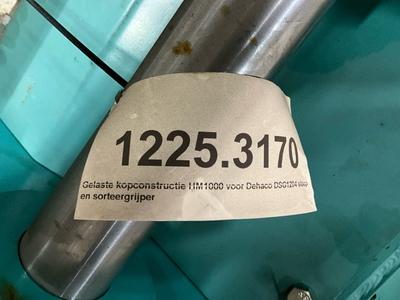 1225.3170
Gelaste kopconstructie HM1000 voor Dehaco DSG1204 sloop
en sorteergrijper